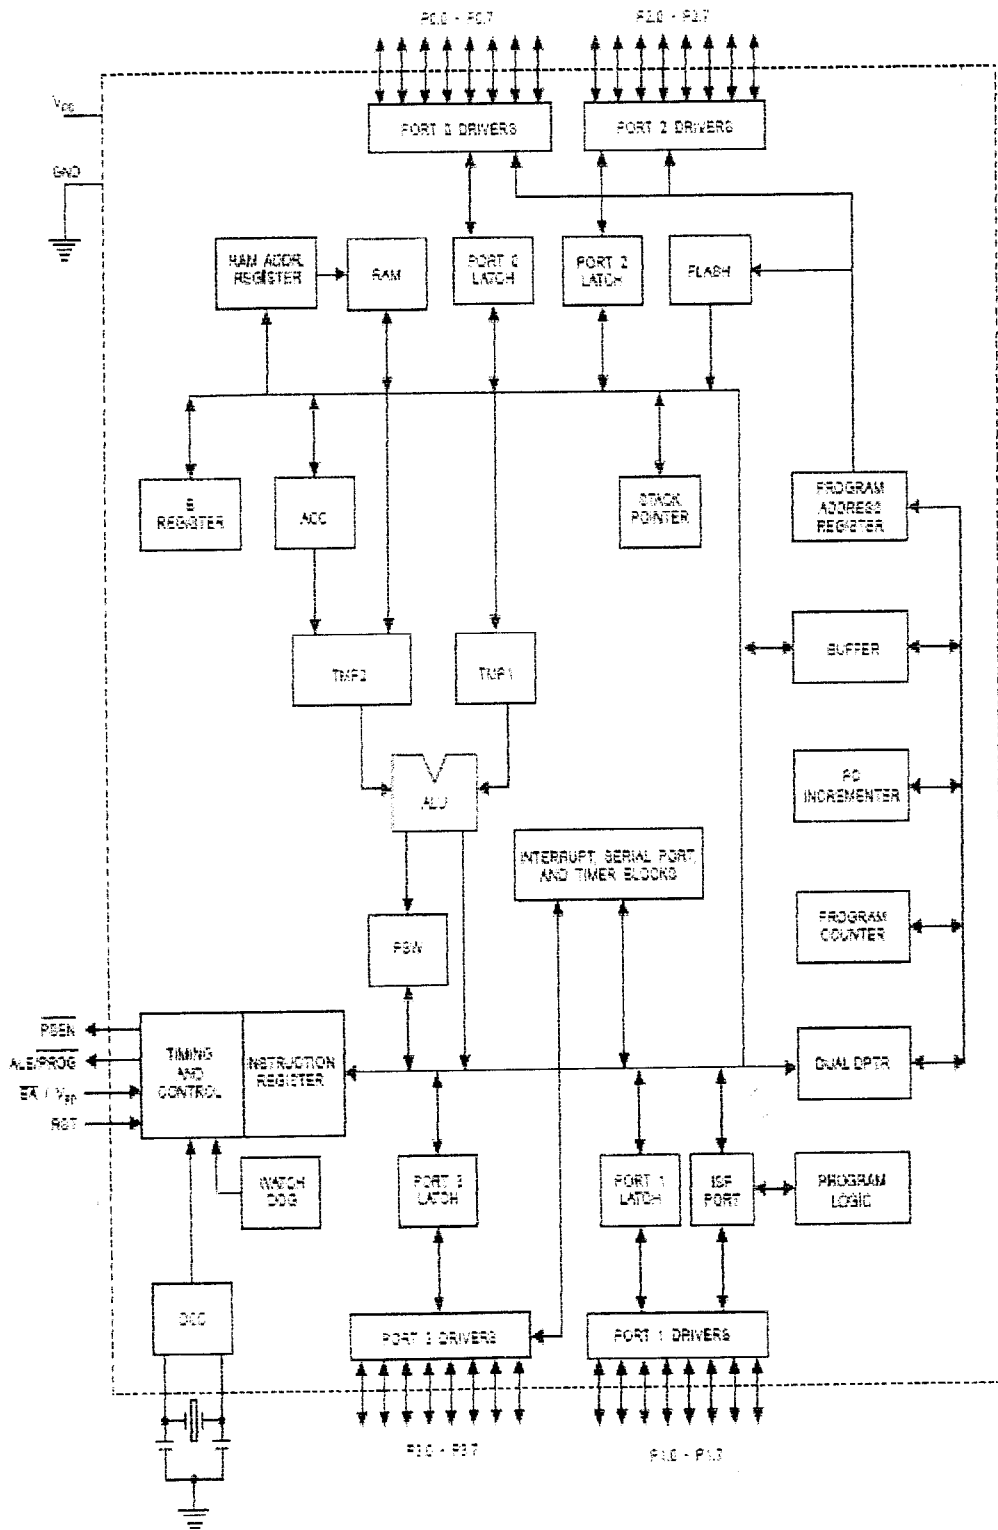 P0.0 - P0.7
P2.0 - P2.7
VCC
PORT 0 DRIVERS
PORT 2 DRIVERS
GND
RAM ADDR.
REGISTER
RAM
PORT 0
LATCH
PORT 2
LATCH
FLASH
B
REGISTER
ACC
STACK
POINTER
PROGRAM
ADDRESS
REGISTER
BUFFER
TMP2
TMP1
PC
INCREMENTER
ALU
INTERRUPT, SERIAL PORT,
AND TIMER BLOCKS
PROGRAM
COUNTER
PSW
PSEN
ALE/PROG
EA / VPP
RST
TIMING
AND
CONTROL
INSTRUCTION
REGISTER
DUAL DPTR
WATCH
DOG
PORT 3
LATCH
PORT 1
LATCH
ISP
PORT
PROGRAM
LOGIC
OSC
PORT 3 DRIVERS
PORT 1 DRIVERS
P3.0 - P3.7
P1.0 - P1.7